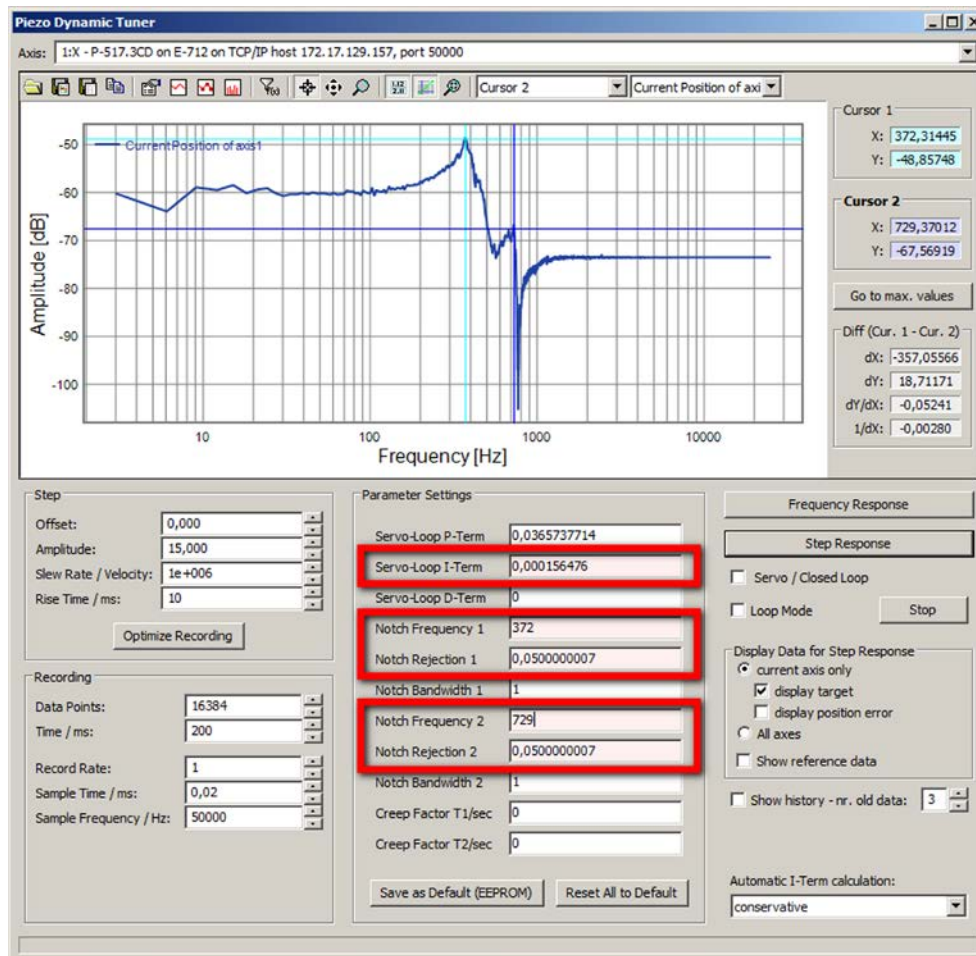 Piezo Dynamic Tuner
Axis: 1:X - P-517.3CD on E-712 on TCP/IP host 172.17.129.157, port 50000
Cursor 2 Current Position of axi
Cursor 1
X: 372,31445
Y: -48,85748
Cursor 2
X: 729,37012
Y: -67,56919
Go to max. values
Diff (Cur. 1 - Cur. 2)
dX: -357,05566
dY: 18,71171
dY/dX: -0,05241
1/dX: -0,00280
Current Position of axis1
Amplitude [dB]
-50
-60
-70
-80
-90
-100
10 100 1000 10000
Frequency [Hz]
Step
Offset: 0,000
Amplitude: 15,000
Slew Rate / Velocity: 1e+006
Rise Time / ms: 10
Optimize Recording
Recording
Data Points: 16384
Time / ms: 200
Record Rate: 1
Sample Time / ms: 0,02
Sample Frequency / Hz: 50000
Parameter Settings
Servo-Loop P-Term 0,0365737714
Servo-Loop I-Term 0,000156476
Servo-Loop D-Term 0
Notch Frequency 1 372
Notch Rejection 1 0,0500000007
Notch Bandwidth 1 1
Notch Frequency 2 729
Notch Rejection 2 0,0500000007
Notch Bandwidth 2 1
Creep Factor T1/sec 0
Creep Factor T2/sec 0
Save as Default (EEPROM) Reset All to Default
Frequency Response
Step Response
Servo / Closed Loop
Loop Mode Stop
Display Data for Step Response
current axis only
display target
display position error
All axes
Show reference data
Show history - nr. old data: 3
Automatic I-Term calculation:
conservative